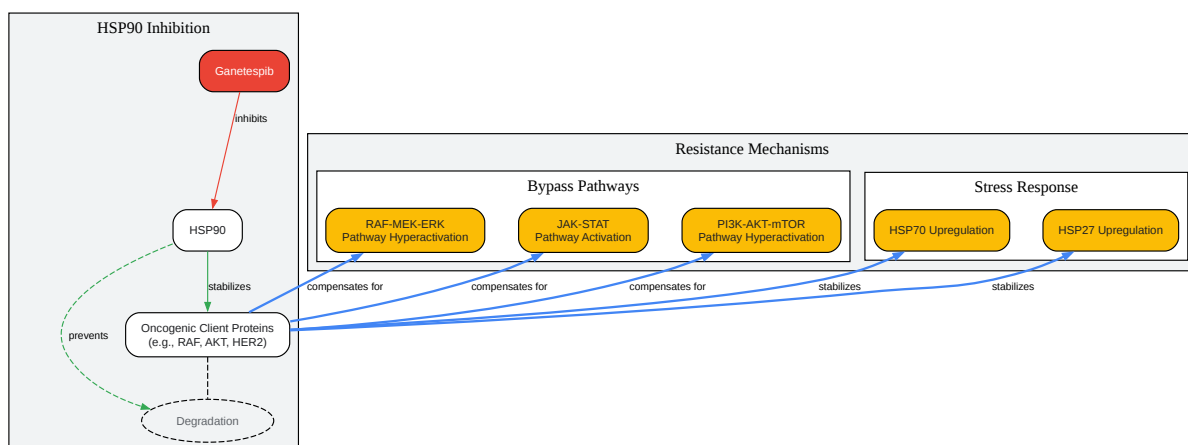 HSP90 Inhibition
Ganetespib
inhibits
HSP90
stabilizes
prevents
Oncogenic Client Proteins
(e.g., RAF, AKT, HER2)
Degradation
Resistance Mechanisms
Bypass Pathways
RAF-MEK-ERK
Pathway Hyperactivation
JAK-STAT
Pathway Activation
PI3K-AKT-mTOR
Pathway Hyperactivation
Stress Response
HSP70 Upregulation
HSP27 Upregulation
compensates for
compensates for
compensates for
stabilizes
stabilizes